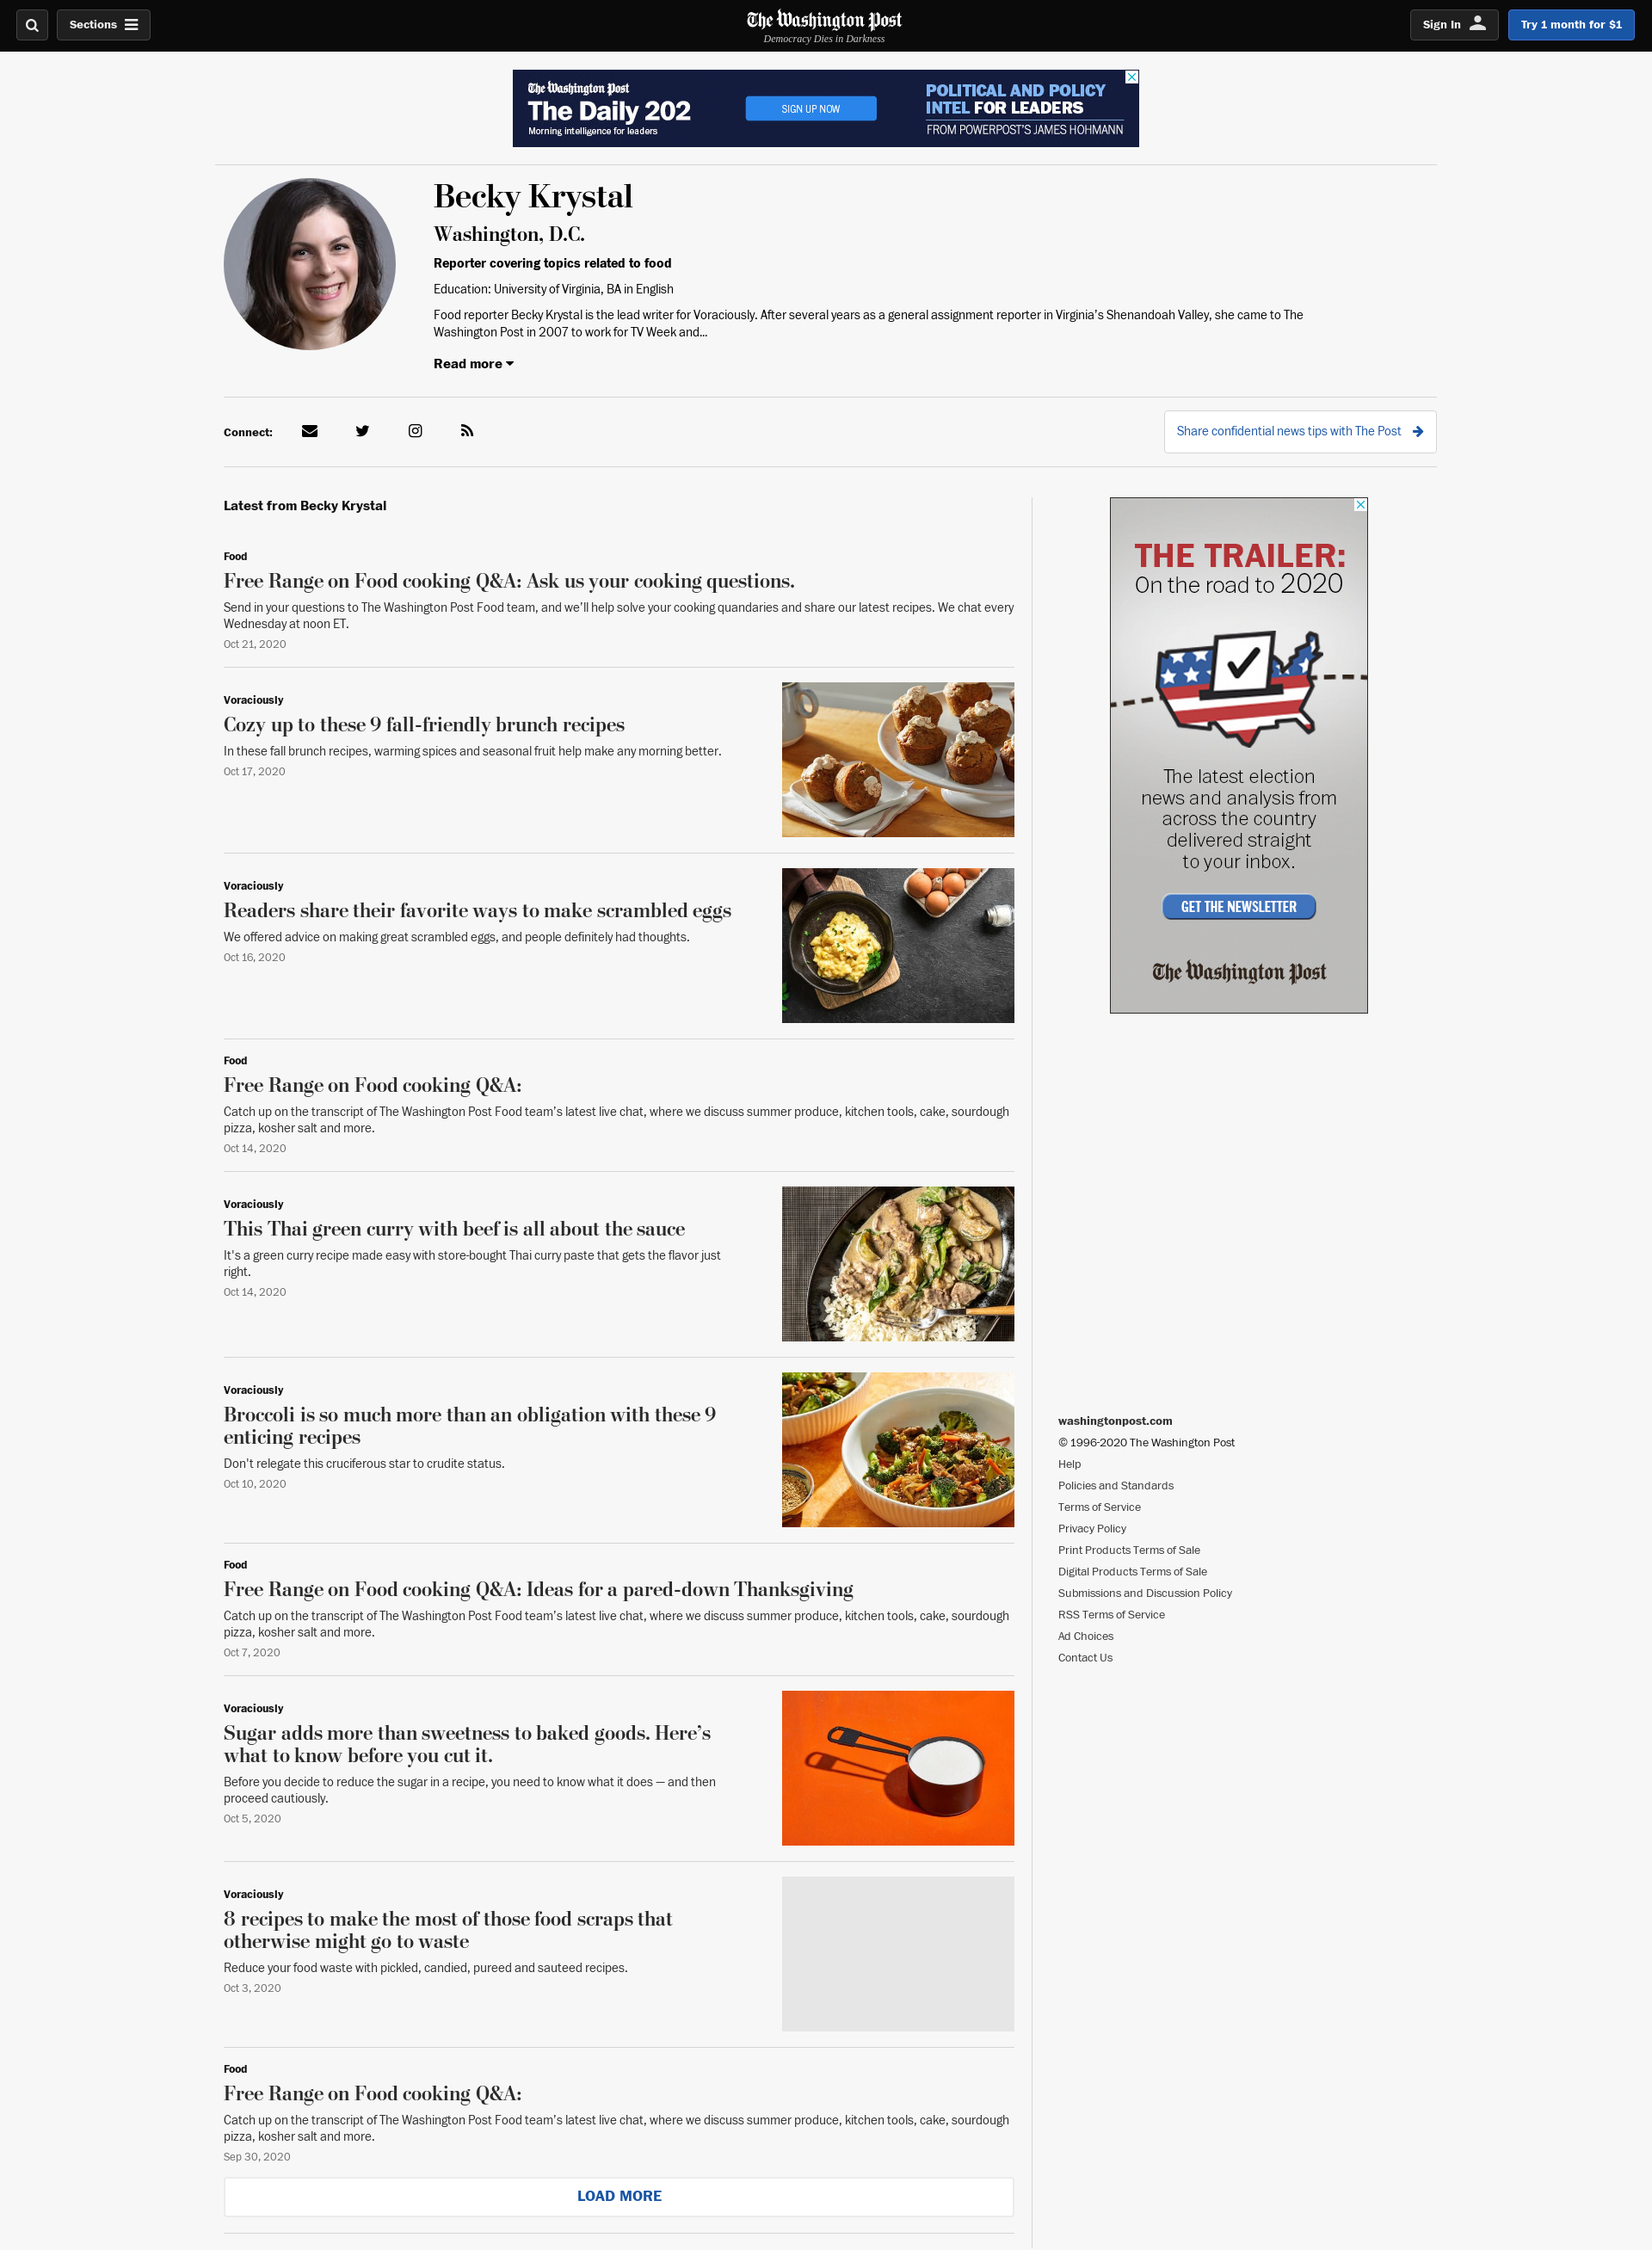 Sections
The Washington Post
Democracy Dies in Darkness
Sign In
Try 1 month for $1
The Washington Post
The Daily 202
Morning intelligence for leaders
SIGN UP NOW
POLITICAL AND POLICY
INTEL FOR LEADERS
FROM POWERPOST'S JAMES HOHMANN
Becky Krystal
Washington, D.C.
Reporter covering topics related to food
Education: University of Virginia, BA in English
Food reporter Becky Krystal is the lead writer for Voraciously. After several years as a general assignment reporter in Virginia's Shenandoah Valley, she came to The
Washington Post in 2007 to work for TV Week and...
Read more
Connect:
Share confidential news tips with The Post
Latest from Becky Krystal
Food
Free Range on Food cooking Q&A: Ask us your cooking questions.
Send in your questions to The Washington Post Food team, and we'll help solve your cooking quandaries and share our latest recipes. We chat every
Wednesday at noon ET.
Oct 21, 2020
Voraciously
Cozy up to these 9 fall-friendly brunch recipes
In these fall brunch recipes, warming spices and seasonal fruit help make any morning better.
Oct 17, 2020
Voraciously
Readers share their favorite ways to make scrambled eggs
We offered advice on making great scrambled eggs, and people definitely had thoughts.
Oct 16, 2020
Food
Free Range on Food cooking Q&A:
Catch up on the transcript of The Washington Post Food team's latest live chat, where we discuss summer produce, kitchen tools, cake, sourdough
pizza, kosher salt and more.
Oct 14, 2020
Voraciously
This Thai green curry with beef is all about the sauce
It's a green curry recipe made easy with store-bought Thai curry paste that gets the flavor just
right.
Oct 14, 2020
Voraciously
Broccoli is so much more than an obligation with these 9
enticing recipes
Don't relegate this cruciferous star to crudite status.
Oct 10, 2020
Food
Free Range on Food cooking Q&A: Ideas for a pared-down Thanksgiving
Catch up on the transcript of The Washington Post Food team's latest live chat, where we discuss summer produce, kitchen tools, cake, sourdough
pizza, kosher salt and more.
Oct 7, 2020
Voraciously
Sugar adds more than sweetness to baked goods. Here's
what to know before you cut it.
Before you decide to reduce the sugar in a recipe, you need to know what it does — and then
proceed cautiously.
Oct 5, 2020
Voraciously
8 recipes to make the most of those food scraps that
otherwise might go to waste
Reduce your food waste with pickled, candied, pureed and sauteed recipes.
Oct 3, 2020
Food
Free Range on Food cooking Q&A:
Catch up on the transcript of The Washington Post Food team's latest live chat, where we discuss summer produce, kitchen tools, cake, sourdough
pizza, kosher salt and more.
Sep 30, 2020
LOAD MORE
THE TRAILER:
On the road to 2020
The latest election
news and analysis from
across the country
delivered straight
to your inbox.
GET THE NEWSLETTER
The Washington Post
washingtonpost.com
© 1996-2020 The Washington Post
Help
Policies and Standards
Terms of Service
Privacy Policy
Print Products Terms of Sale
Digital Products Terms of Sale
Submissions and Discussion Policy
RSS Terms of Service
Ad Choices
Contact Us